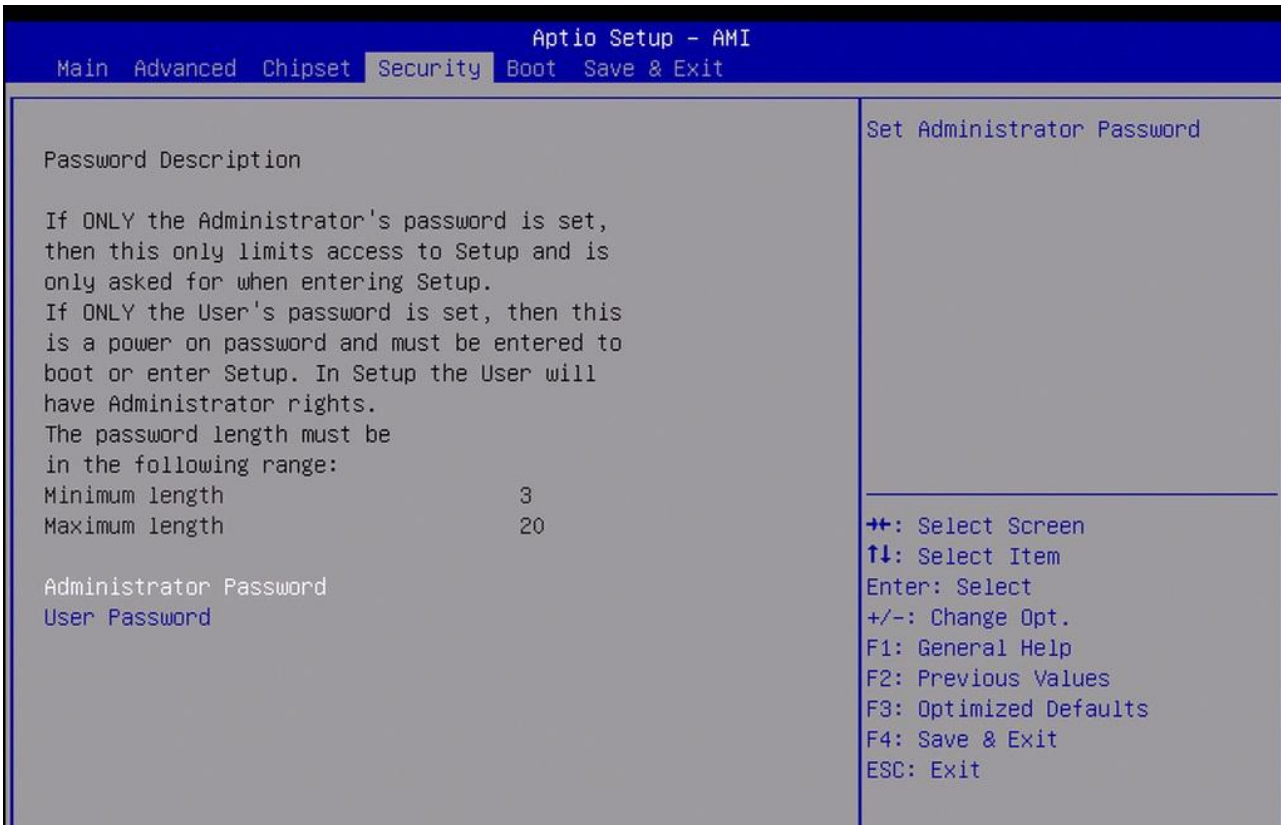 Aptio Setup - AMI
Main Advanced Chipset Security Boot Save & Exit
Password Description
If ONLY the Administrator's password is set,
then this only limits access to Setup and is
only asked for when entering Setup.
If ONLY the User's password is set, then this
is a power on password and must be entered to
boot or enter Setup. In Setup the User will
have Administrator rights.
The password length must be
in the following range:
Minimum length 3
Maximum length 20
Administrator Password
User Password
Set Administrator Password
→←: Select Screen
↑↓: Select Item
Enter: Select
+/-: Change Opt.
F1: General Help
F2: Previous Values
F3: Optimized Defaults
F4: Save & Exit
ESC: Exit